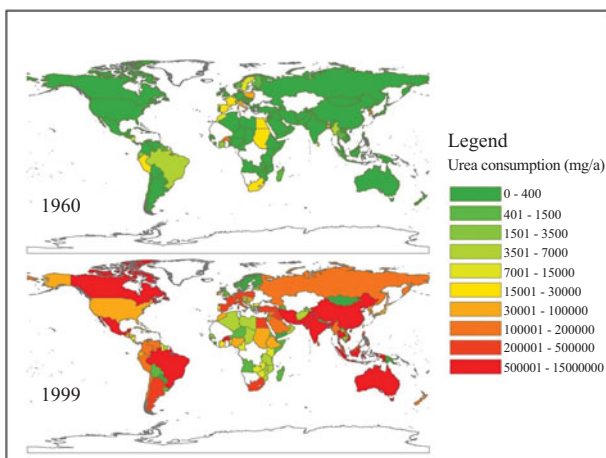 1960
1999
Legend
Urea consumption (mg/a)
0 - 400
401 - 1500
1501 - 3500
3501 - 7000
7001 - 15000
15001 - 30000
30001 - 100000
100001 - 200000
200001 - 500000
500001 - 15000000